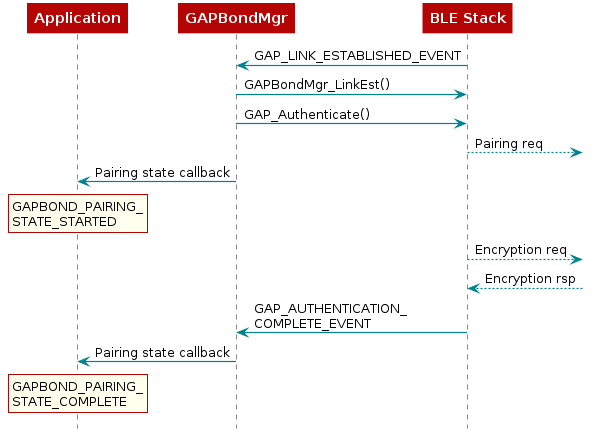 Application
GAPBondMgr
BLE Stack
GAP_LINK_ESTABLISHED_EVENT
GAPBondMgr_LinkEst()
GAP_Authenticate()
Pairing req
Pairing state callback
GAPBOND_PAIRING_
STATE_STARTED
Encryption req
Encryption rsp
GAP_AUTHENTICATION_
COMPLETE_EVENT
Pairing state callback
GAPBOND_PAIRING_
STATE_COMPLETE